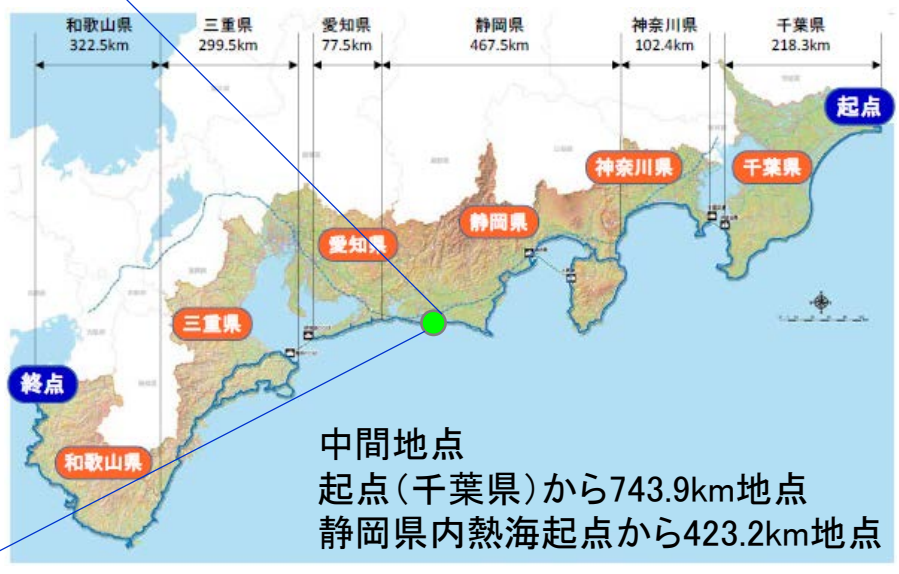 和歌山県
322.5km
三重県
299.5km
愛知県
77.5km
静岡県
467.5km
神奈川県
102.4km
千葉県
218.3km
起点
神奈川県
千葉県
静岡県
愛知県
三重県
終点
和歌山県
中間地点
起点(千葉県)から743.9km地点
静岡県内熱海起点から423.2km地点